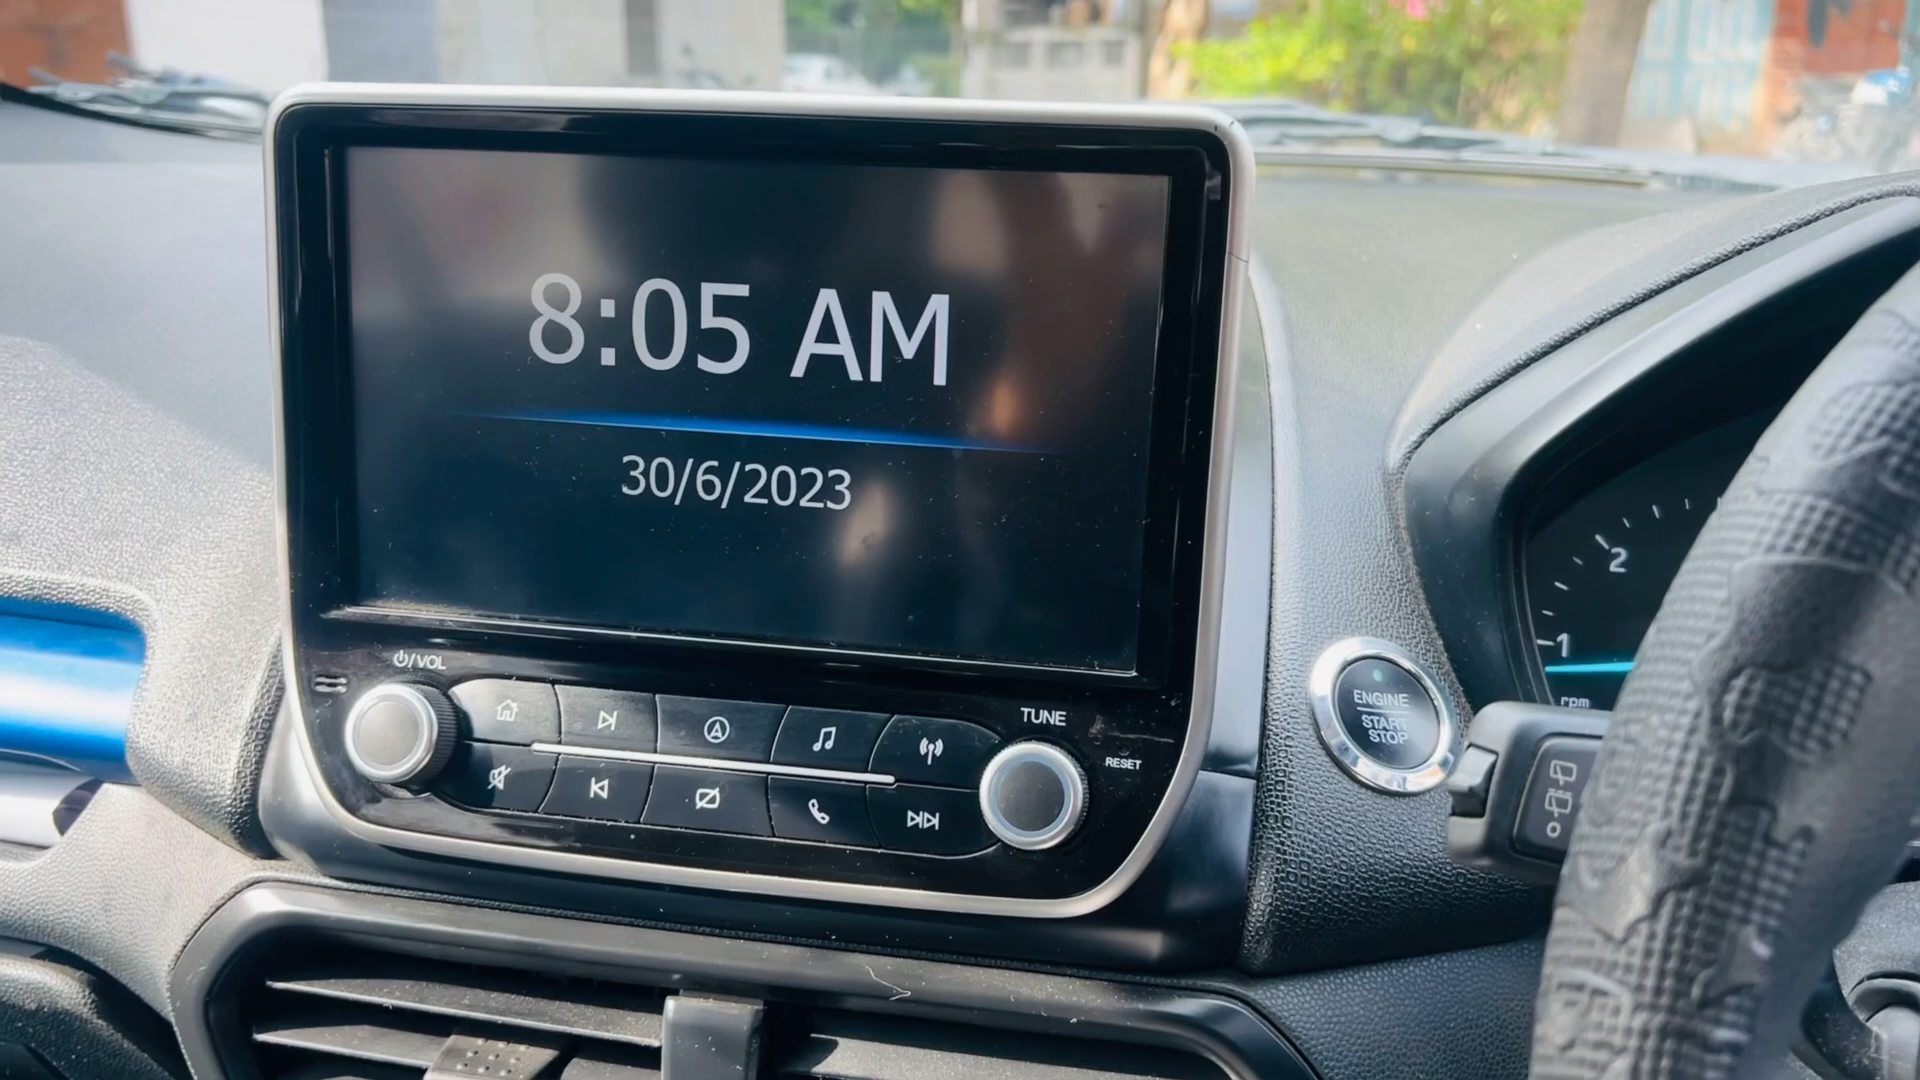 8:05 AM
30/6/2023
/VOL
TUNE
RESET
ENGINE
START
STOP
2
1
rpm